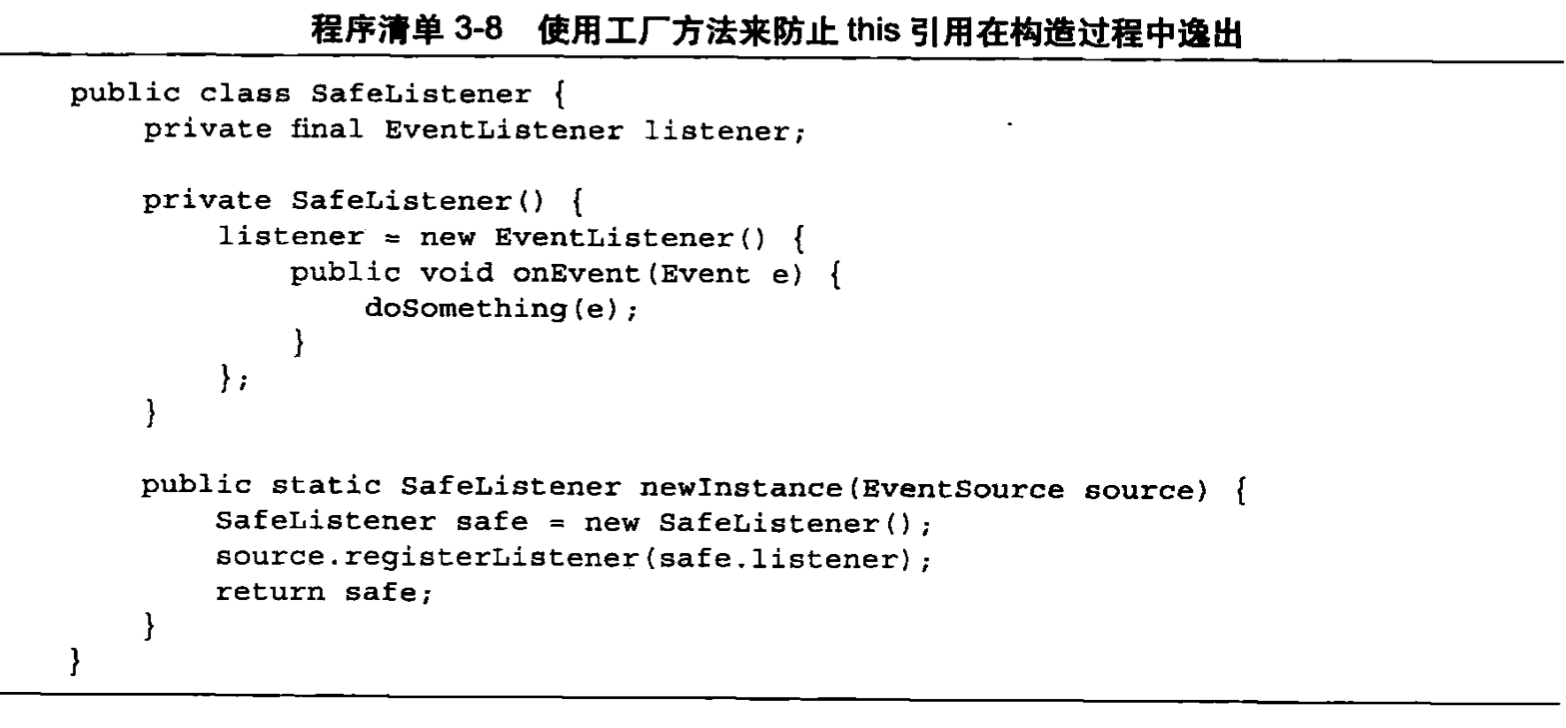 程序清单 3-8 使用工厂方法来防止 this 引用在构造过程中逸出
public class SafeListener {
    private final EventListener listener;
    private SafeListener() {
        listener = new EventListener() {
            public void onEvent(Event e) {
                doSomething(e);
            }
        };
    }
    public static SafeListener newInstance(EventSource source) {
        SafeListener safe = new SafeListener();
        source.registerListener(safe.listener);
        return safe;
    }
}